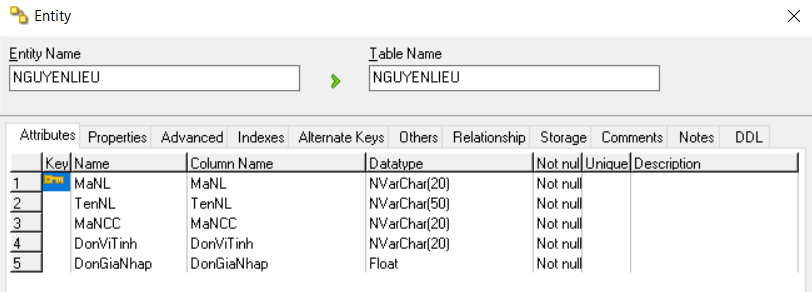 Entity
Entity Name Table Name
NGUYENLIEU NGUYENLIEU
Attributes Properties Advanced Indexes Alternate Keys Others Relationship Storage Comments Notes DDL
Key Name Column Name Datatype Not nul Unique Description
1 MaNL MaNL NVarChar(20) Not null
2 TenNL TenNL NVarChar(50) Not null
3 MaNCC MaNCC NVarChar(20) Not null
4 DonViTinh DonViTinh NVarChar(20) Not null
5 DonGiaNhap DonGiaNhap Float Not null